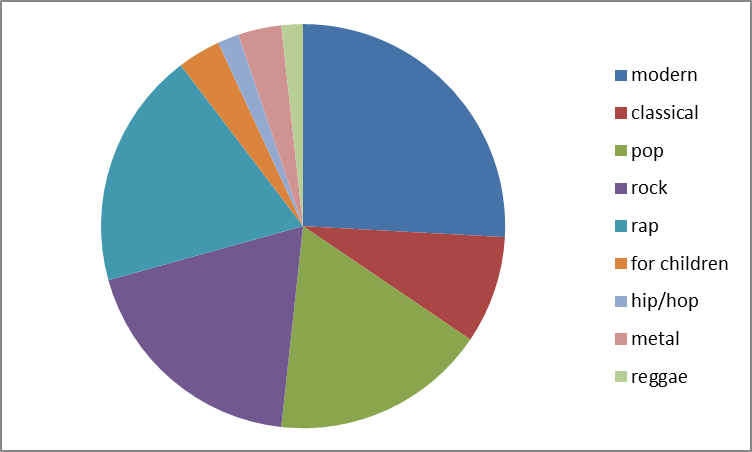 modern
classical
pop
rock
rap
for children
hip/hop
metal
reggae